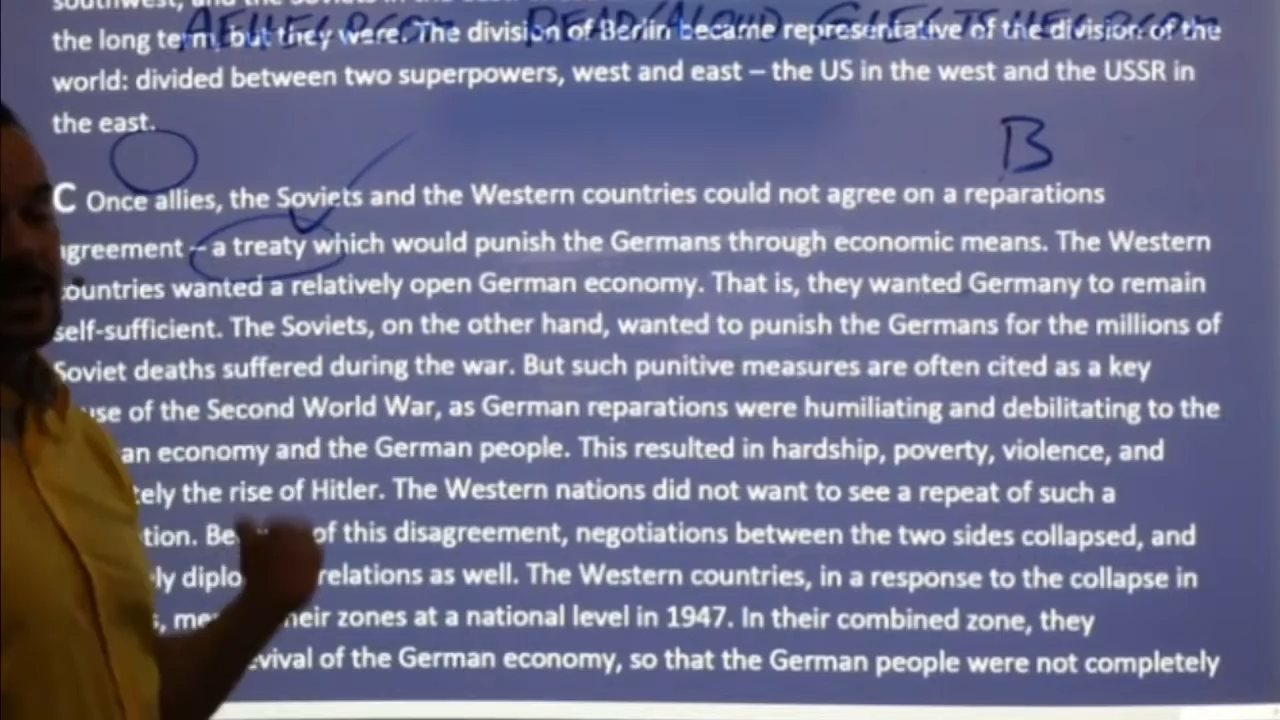 the long term, but they were. The division of Berlin became representative of the division of the
world: divided between two superpowers, west and east – the US in the west and the USSR in
the east.
B
C Once allies, the Soviets and the Western countries could not agree on a reparations
agreement – a treaty which would punish the Germans through economic means. The Western
countries wanted a relatively open German economy. That is, they wanted Germany to remain
self-sufficient. The Soviets, on the other hand, wanted to punish the Germans for the millions of
Soviet deaths suffered during the war. But such punitive measures are often cited as a key
of the Second World War, as German reparations were humiliating and debilitating to the
economy and the German people. This resulted in hardship, poverty, violence, and
the rise of Hitler. The Western nations did not want to see a repeat of such a
of this disagreement, negotiations between the two sides collapsed, and
relations as well. The Western countries, in a response to the collapse in
their zones at a national level in 1947. In their combined zone, they
of the German economy, so that the German people were not completely